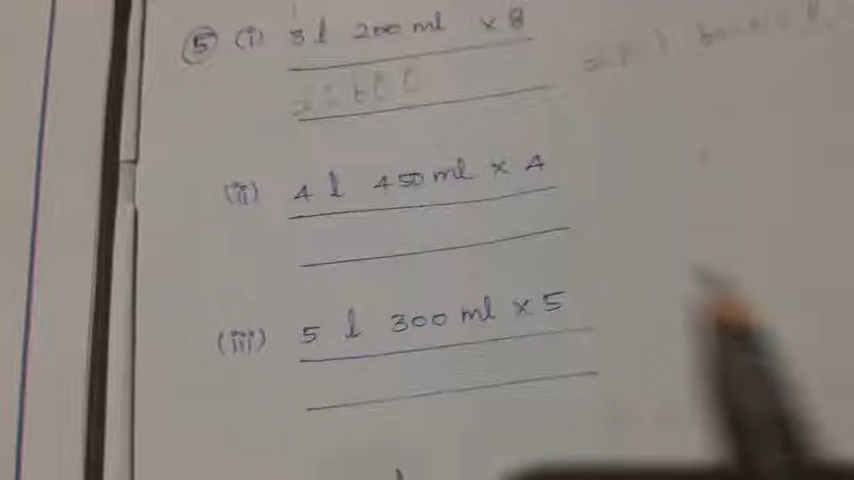 5 (i) 3 l 200 ml × 8
(ii) 4 l 450 ml × 4
(iii) 5 l 300 ml × 5